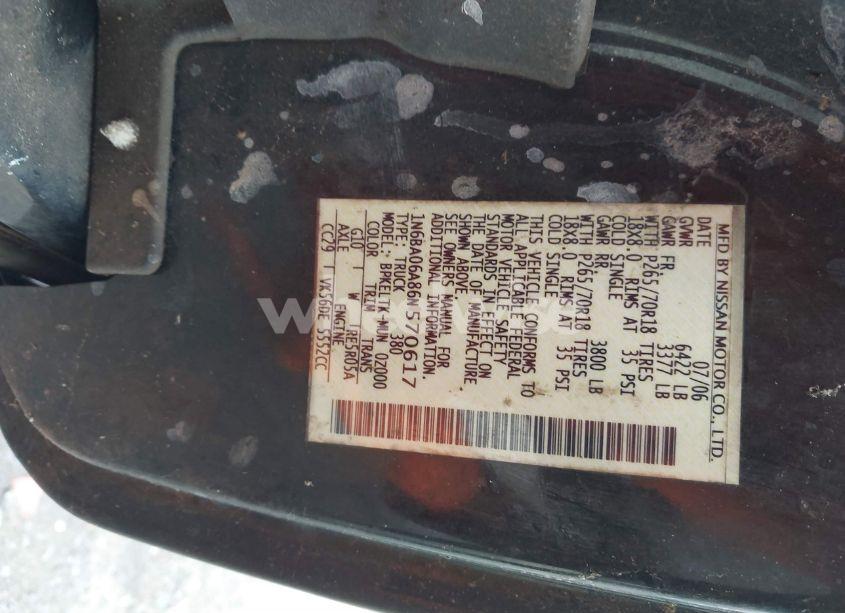 MFD BY NISSAN MOTOR CO., LTD.
DATE 07/06
GVWR 6422 LB
GAWR FR 3377 LB
WITH P265/70R18 TIRES
18X8.0 RIMS AT 35 PSI
COLD SINGLE
GAWR RR. 3800 LB
WITH P265/70R18 TIRES
18X8.0 RIMS AT 35 PSI
COLD SINGLE
THIS VEHICLE CONFORMS TO
ALL APPLICABLE FEDERAL
MOTOR VEHICLE SAFETY
STANDARDS IN EFFECT ON
THE DATE OF MANUFACTURE
SHOWN ABOVE.
SEE OWNERS MANUAL FOR
ADDITIONAL INFORMATION.
1N6BA06A86N570617
TYPE: TRUCK 380
MODEL: BPKELTK-MUN 02000
COLOR TRIM TRANS
G10 W RE5R05A
AXLE ENGINE
CC29 VK56DE 5552CC